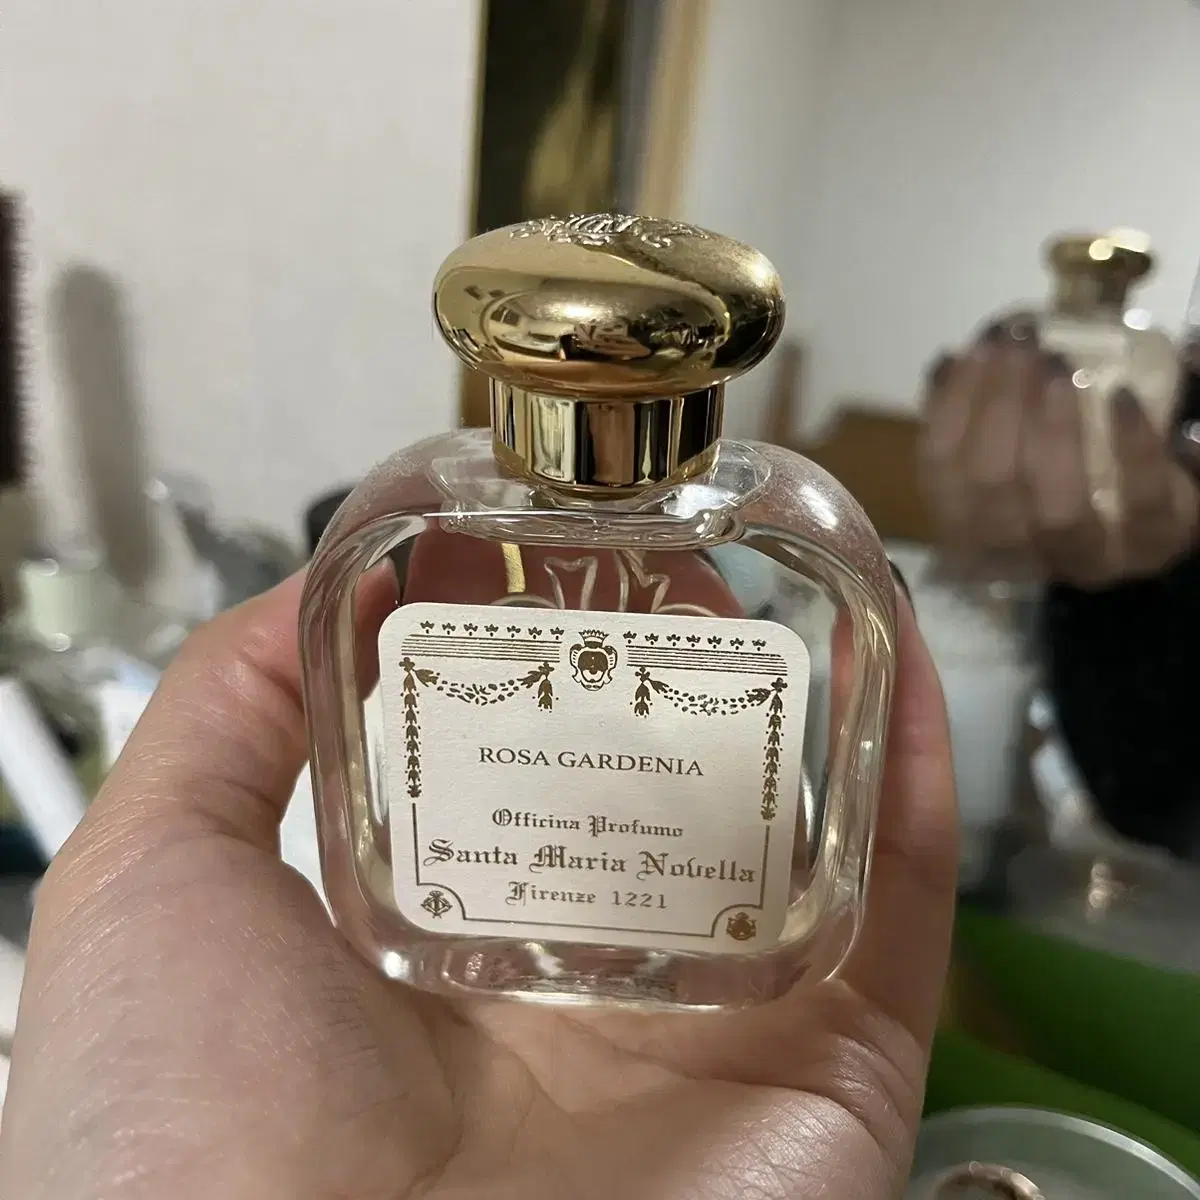 ROSA GARDENIA
Officina Profumo
Santa Maria Novella
Firenze 1221